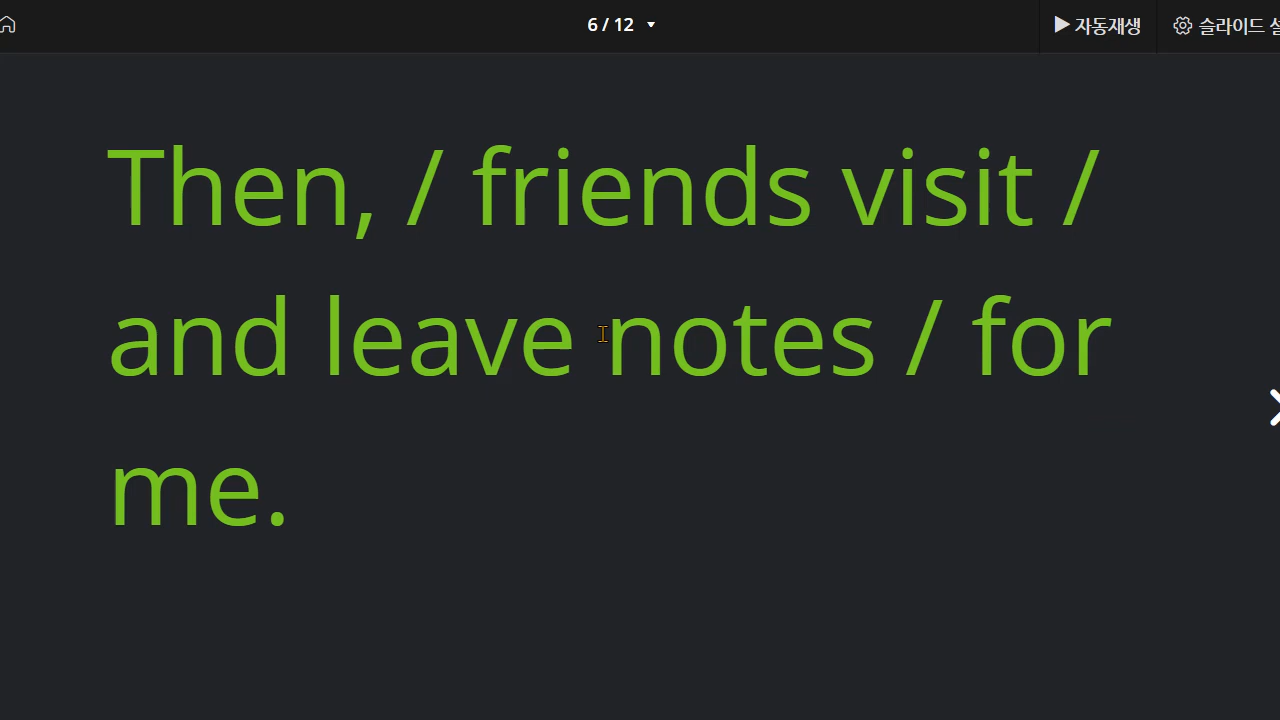 6 / 12
자동재생
슬라이드
Then, / friends visit /
and leave notes / for
me.